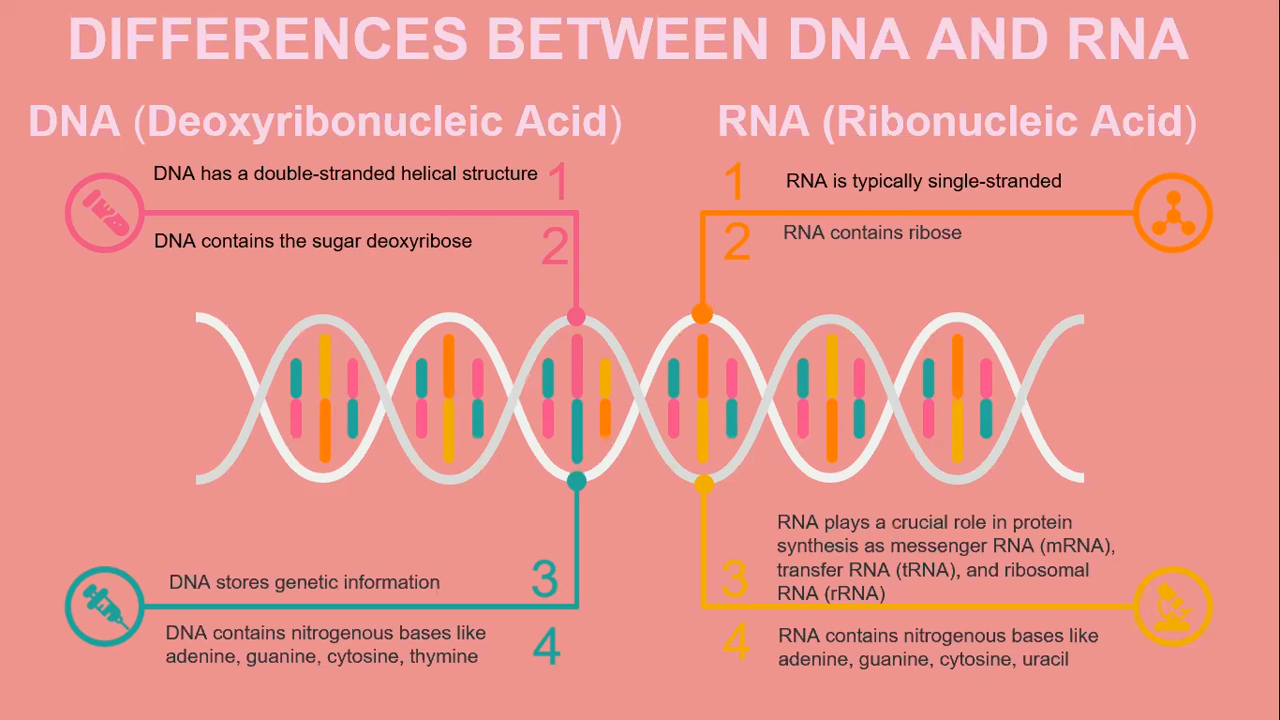 DIFFERENCES BETWEEN DNA AND RNA
DNA (Deoxyribonucleic Acid)
RNA (Ribonucleic Acid)
DNA has a double-stranded helical structure
1
DNA contains the sugar deoxyribose
2
1
RNA is typically single-stranded
2
RNA contains ribose
DNA stores genetic information
3
DNA contains nitrogenous bases like
adenine, guanine, cytosine, thymine
4
3
RNA plays a crucial role in protein
synthesis as messenger RNA (mRNA),
transfer RNA (tRNA), and ribosomal
RNA (rRNA)
4
RNA contains nitrogenous bases like
adenine, guanine, cytosine, uracil